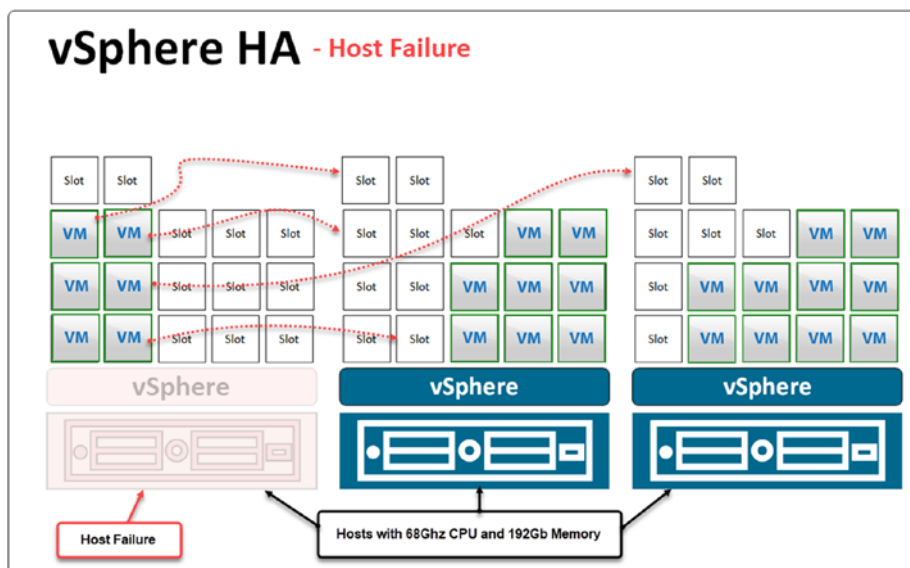 vSphere HA - Host Failure
Slot Slot Slot Slot Slot Slot
VM VM Slot Slot Slot Slot Slot Slot VM VM Slot Slot Slot VM VM
VM VM Slot Slot Slot Slot Slot VM VM VM Slot VM VM VM VM
VM VM Slot Slot Slot Slot Slot VM VM VM Slot VM VM VM VM
vSphere vSphere vSphere
Host Failure
Hosts with 68Ghz CPU and 192Gb Memory